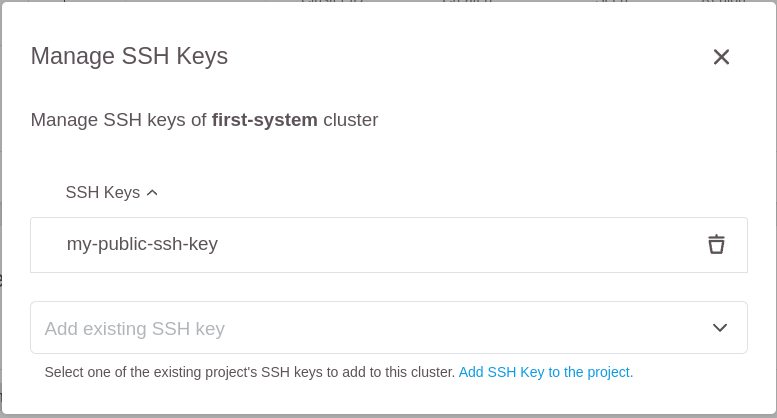 Manage SSH Keys
Manage SSH keys of first-system cluster
SSH Keys
my-public-ssh-key
Add existing SSH key
Select one of the existing project's SSH keys to add to this cluster. Add SSH Key to the project.